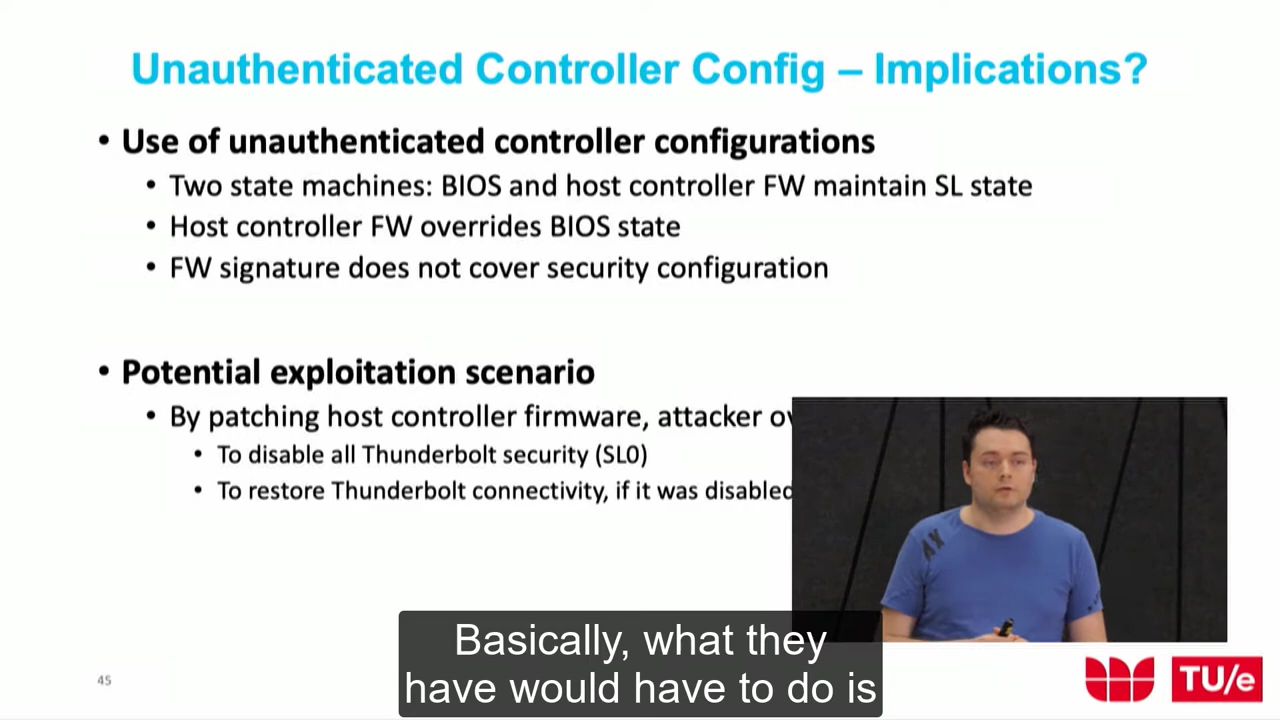 Unauthenticated Controller Config – Implications?
• Use of unauthenticated controller configurations
• Two state machines: BIOS and host controller FW maintain SL state
• Host controller FW overrides BIOS state
• FW signature does not cover security configuration
• Potential exploitation scenario
• By patching host controller firmware, attacker
• To disable all Thunderbolt security (SL0)
• To restore Thunderbolt connectivity, if it was disabled
AX
Basically, what they
have would have to do is
45
TU/e